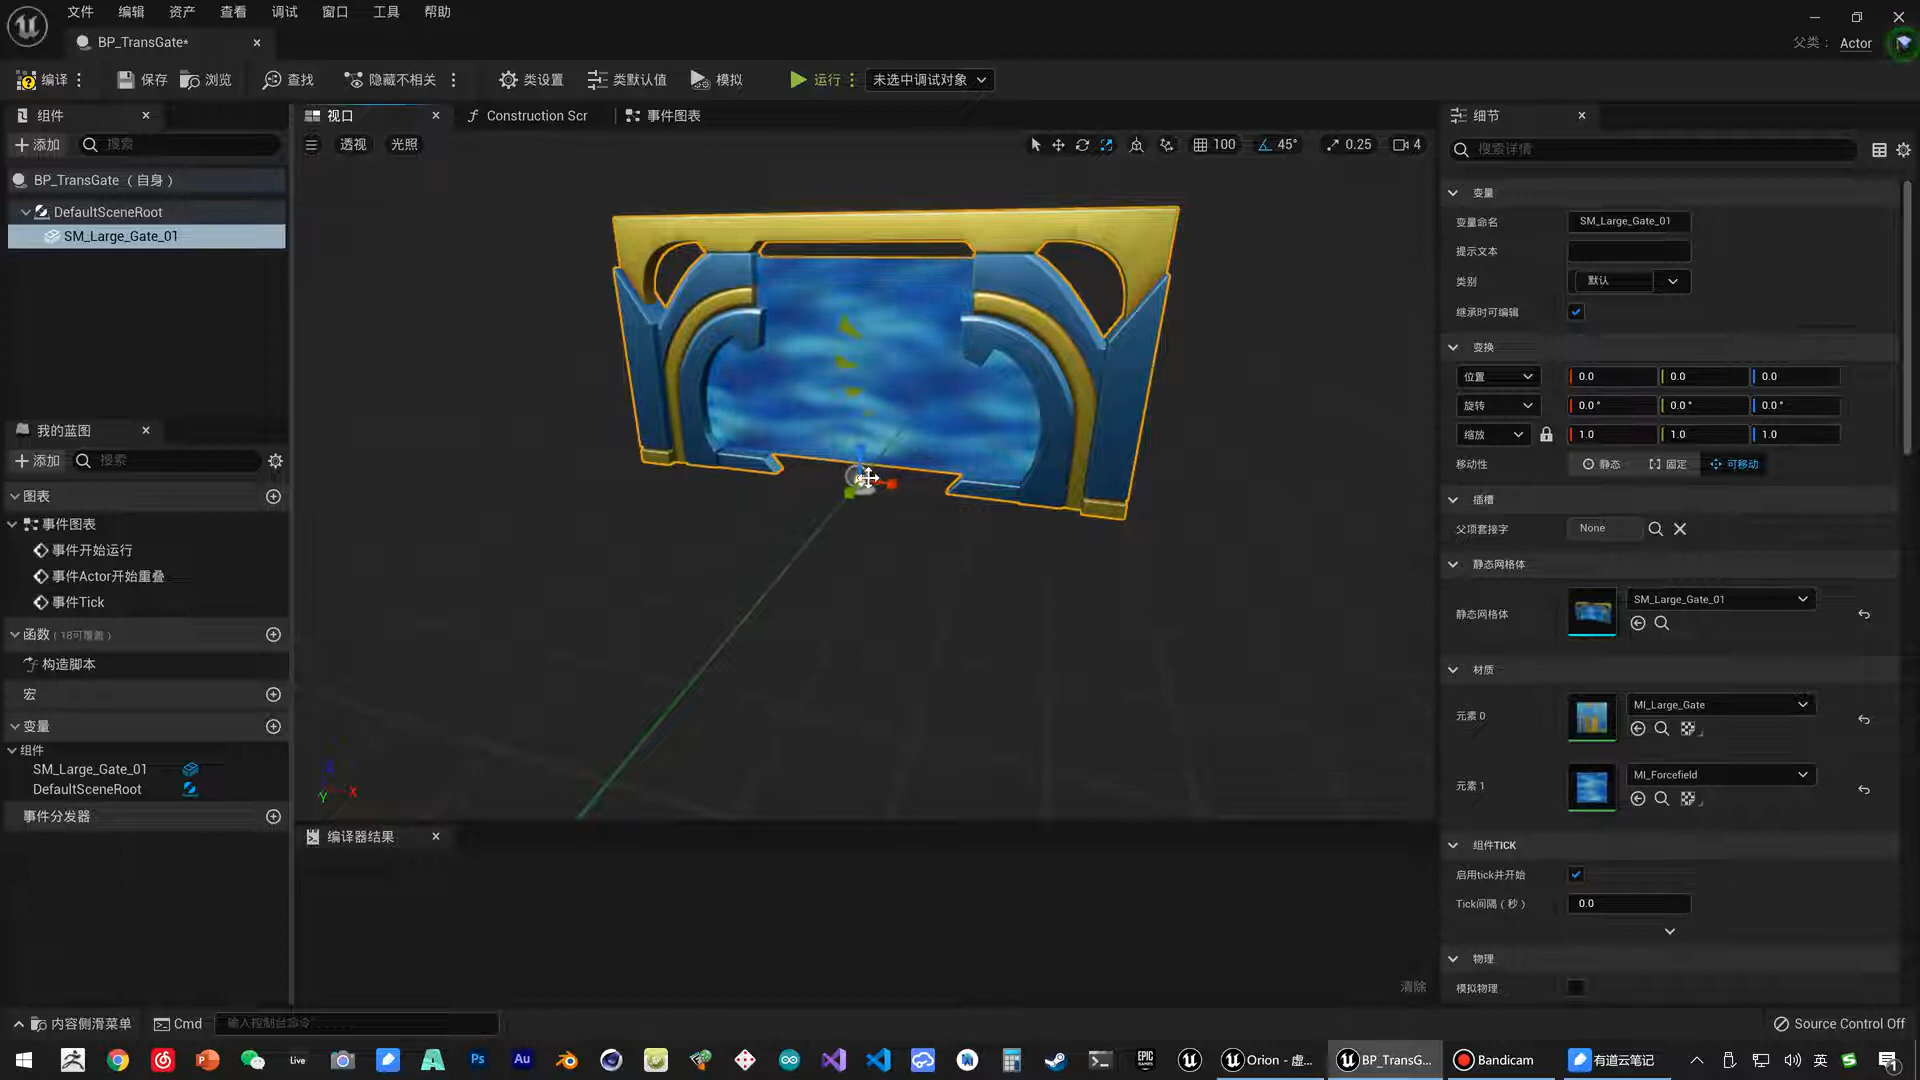 文件 编辑 资产 查看 调试 窗口 工具 帮助
BP_TransGate*
父类： Actor
编译 保存 浏览 查找 隐藏不相关 类设置 类默认值 模拟 运行 未选中调试对象
组件
添加 搜索
BP_TransGate （自身）
DefaultSceneRoot
SM_Large_Gate_01
我的蓝图
添加 搜索
图表
事件图表
事件开始运行
事件Actor开始重叠
事件Tick
函数（18可覆盖）
构造脚本
宏
变量
组件
SM_Large_Gate_01
DefaultSceneRoot
事件分发器
视口 Construction Scr 事件图表
透视 光照 100 45° 0.25 4
Z
Y X
编译器结果
清除
细节
搜索详情
变量
变量命名 SM_Large_Gate_01
提示文本
类别 默认
继承时可编辑
变换
位置 0.0 0.0 0.0
旋转 0.0° 0.0° 0.0°
缩放 1.0 1.0 1.0
移动性 静态 固定 可移动
插槽
父项套接字 None
静态网格体
静态网格体 SM_Large_Gate_01
材质
元素 0 MI_Large_Gate
元素 1 MI_Forcefield
组件TICK
启用tick并开始
Tick间隔（秒） 0.0
物理
模拟物理
内容侧滑菜单 Cmd 输入控制台命令 Source Control Off
Live Ps Au EPIC GAMES Orion - 虚... BP_TransG... Bandicam 有道云笔记 英 1